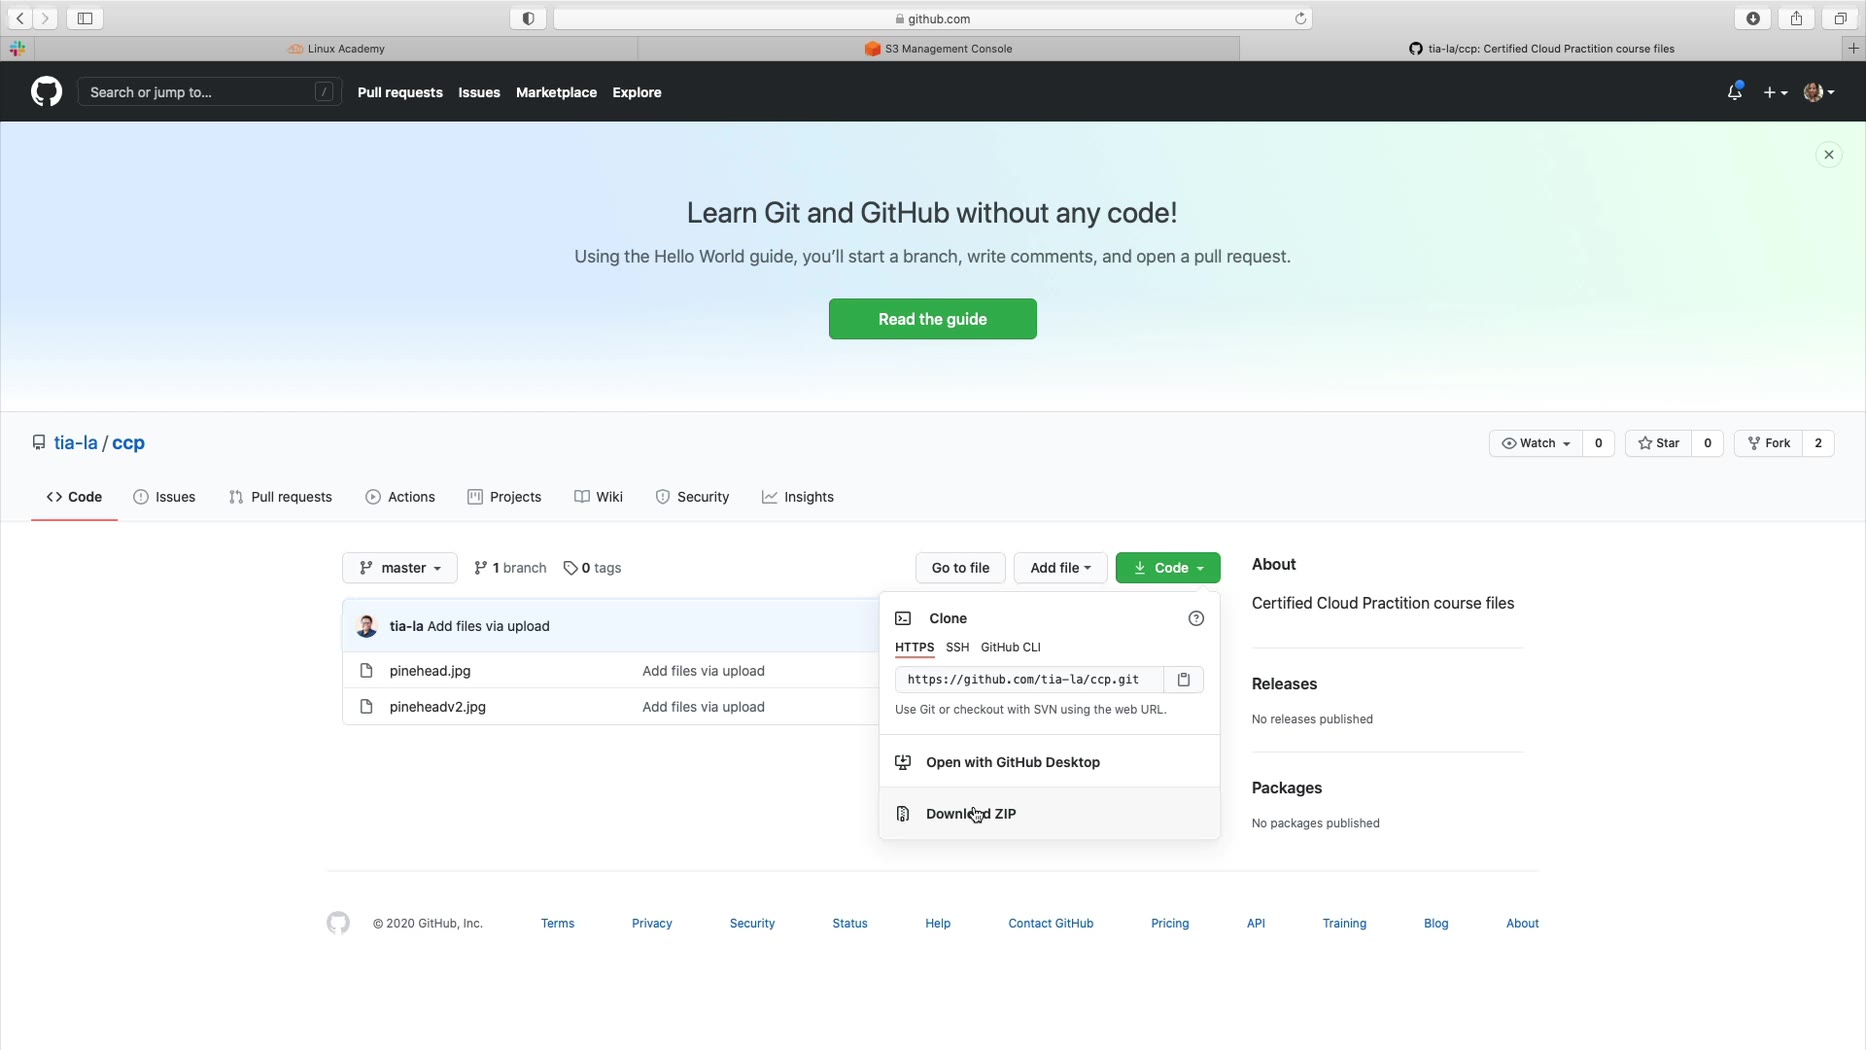 github.com
Linux Academy
S3 Management Console
tia-la/ccp: Certified Cloud Practition course files
Search or jump to... /
Pull requests Issues Marketplace Explore
Learn Git and GitHub without any code!
Using the Hello World guide, you'll start a branch, write comments, and open a pull request.
Read the guide
tia-la / ccp
Watch 0 Star 0 Fork 2
Code Issues Pull requests Actions Projects Wiki Security Insights
master 1 branch 0 tags Go to file Add file Code
tia-la Add files via upload
pinehead.jpg Add files via upload
pineheadv2.jpg Add files via upload
Clone
HTTPS SSH GitHub CLI
https://github.com/tia-la/ccp.git
Use Git or checkout with SVN using the web URL.
Open with GitHub Desktop
Download ZIP
About
Certified Cloud Practition course files
Releases
No releases published
Packages
No packages published
© 2020 GitHub, Inc. Terms Privacy Security Status Help Contact GitHub Pricing API Training Blog About